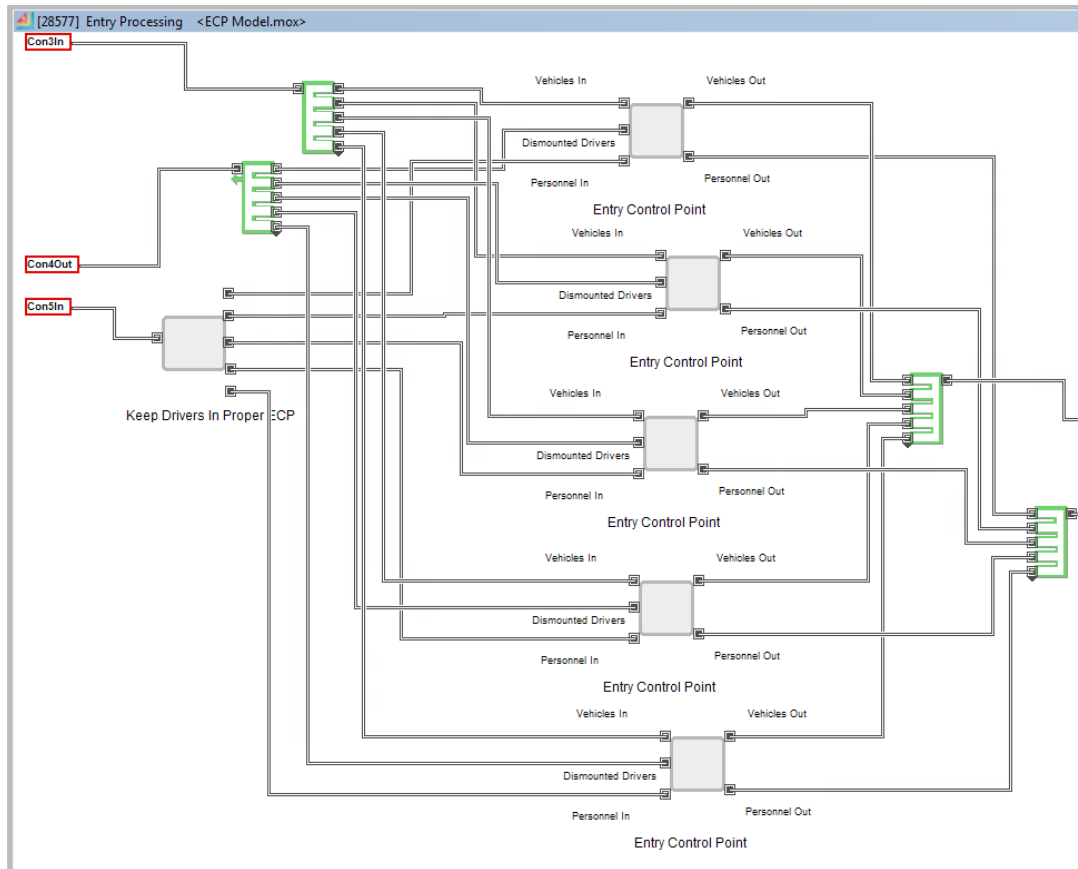 [28577] Entry Processing <ECP Model.mox>
Con3In
Vehicles In
Vehicles Out
Dismounted Drivers
Personnel In
Personnel Out
Entry Control Point
Vehicles In
Vehicles Out
Con4Out
Dismounted Drivers
Con5In
Personnel In
Personnel Out
Entry Control Point
Vehicles In
Vehicles Out
Keep Drivers In Proper ECP
Dismounted Drivers
Personnel In
Personnel Out
Entry Control Point
Vehicles In
Vehicles Out
Dismounted Drivers
Personnel In
Personnel Out
Entry Control Point
Vehicles In
Vehicles Out
Dismounted Drivers
Personnel In
Personnel Out
Entry Control Point